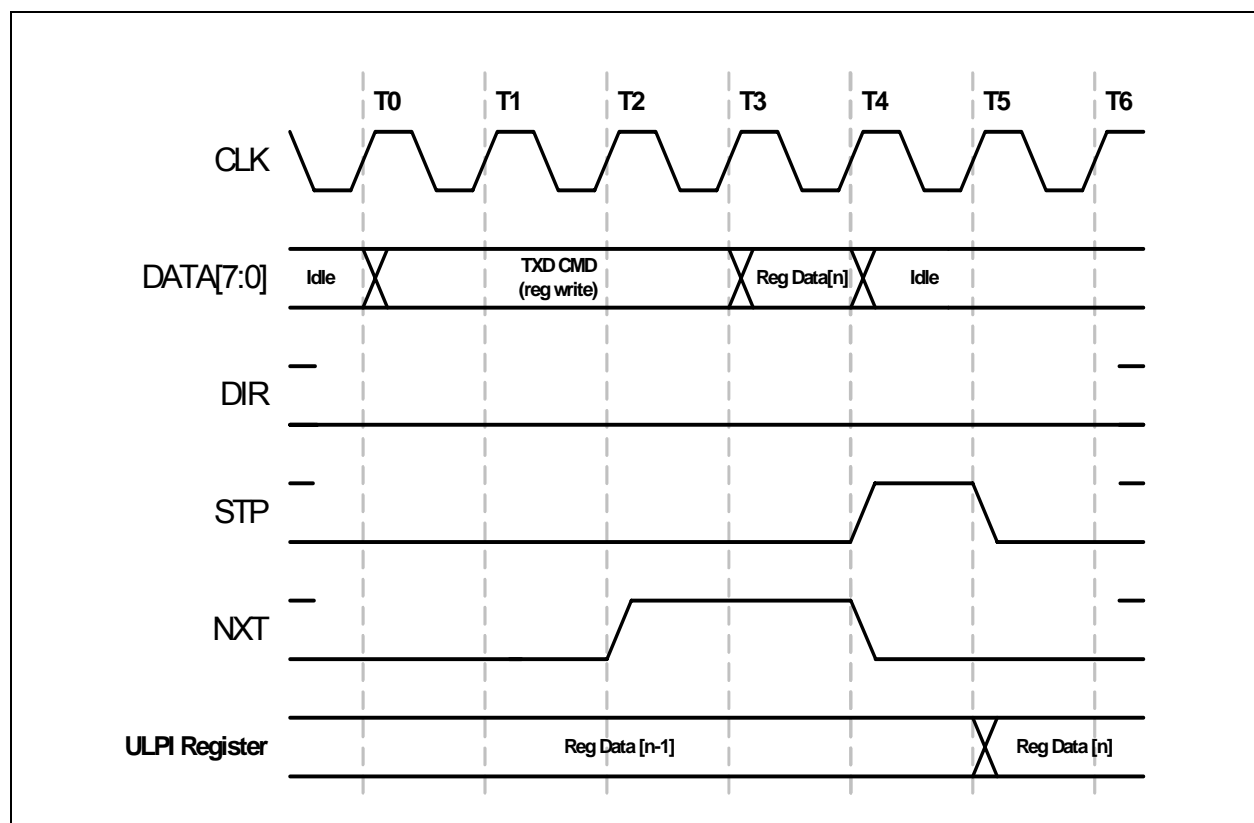 T0 T1 T2 T3 T4 T5 T6
CLK
DATA[7:0]
Idle
TXD CMD
(reg write)
Reg Data[n]
Idle
DIR
STP
NXT
ULPI Register
Reg Data [n-1]
Reg Data [n]